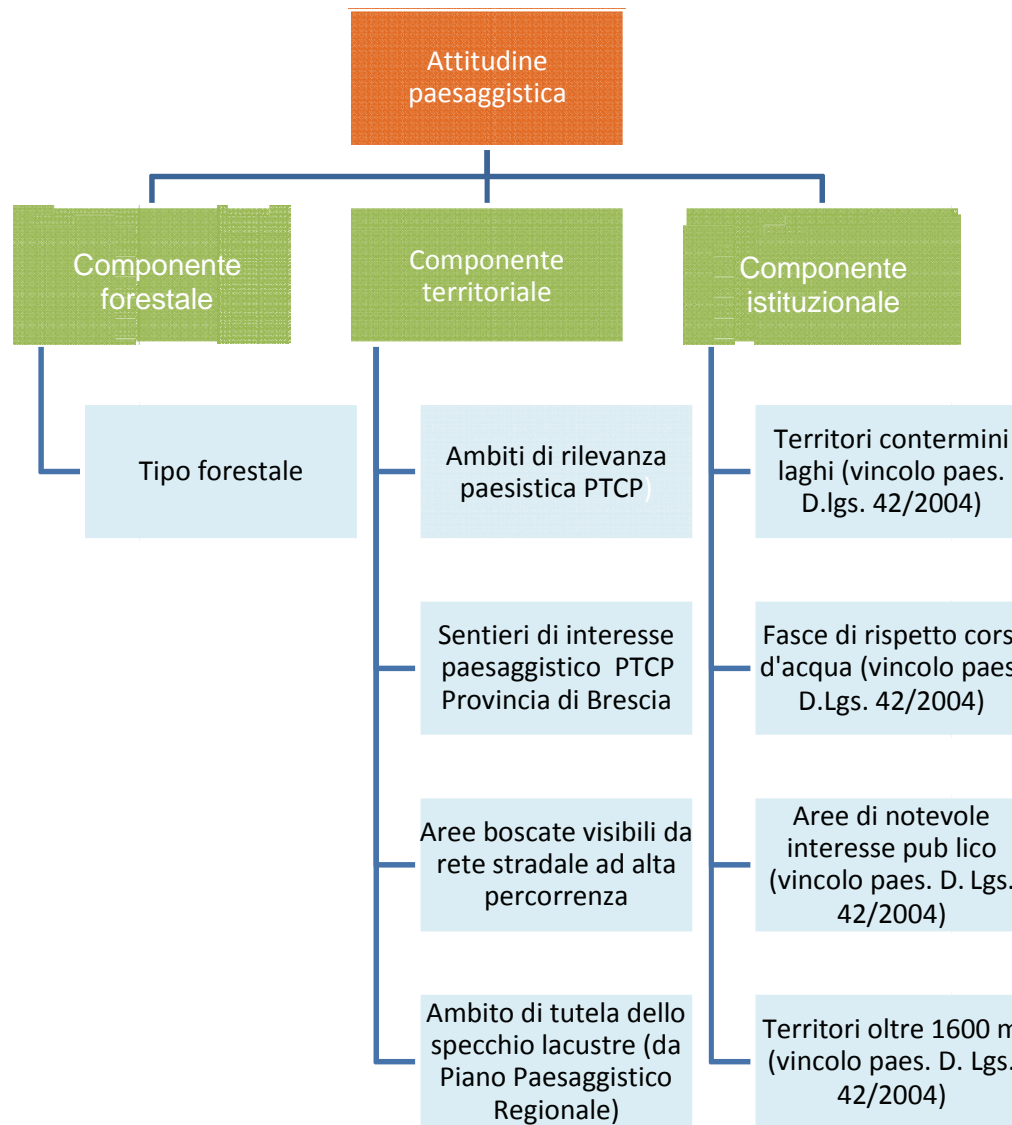 Attitudine
paesaggistica
Componente
forestale
Componente
territoriale
Componente
istituzionale
Tipo forestale
Ambiti di rilevanza
paesistica PTCP)
Sentieri di interesse
paesaggistico PTCP
Provincia di Brescia
Aree boscate visibili da
rete stradale ad alta
percorrenza
Ambito di tutela dello
specchio lacustre (da
Piano Paesaggistico
Regionale)
Territori contermini
laghi (vincolo paes.
D.lgs. 42/2004)
Fasce di rispetto cors
d'acqua (vincolo paes
D.Lgs. 42/2004)
Aree di notevole
interesse pub lico
(vincolo paes. D. Lgs.
42/2004)
Territori oltre 1600 m
(vincolo paes. D. Lgs.
42/2004)